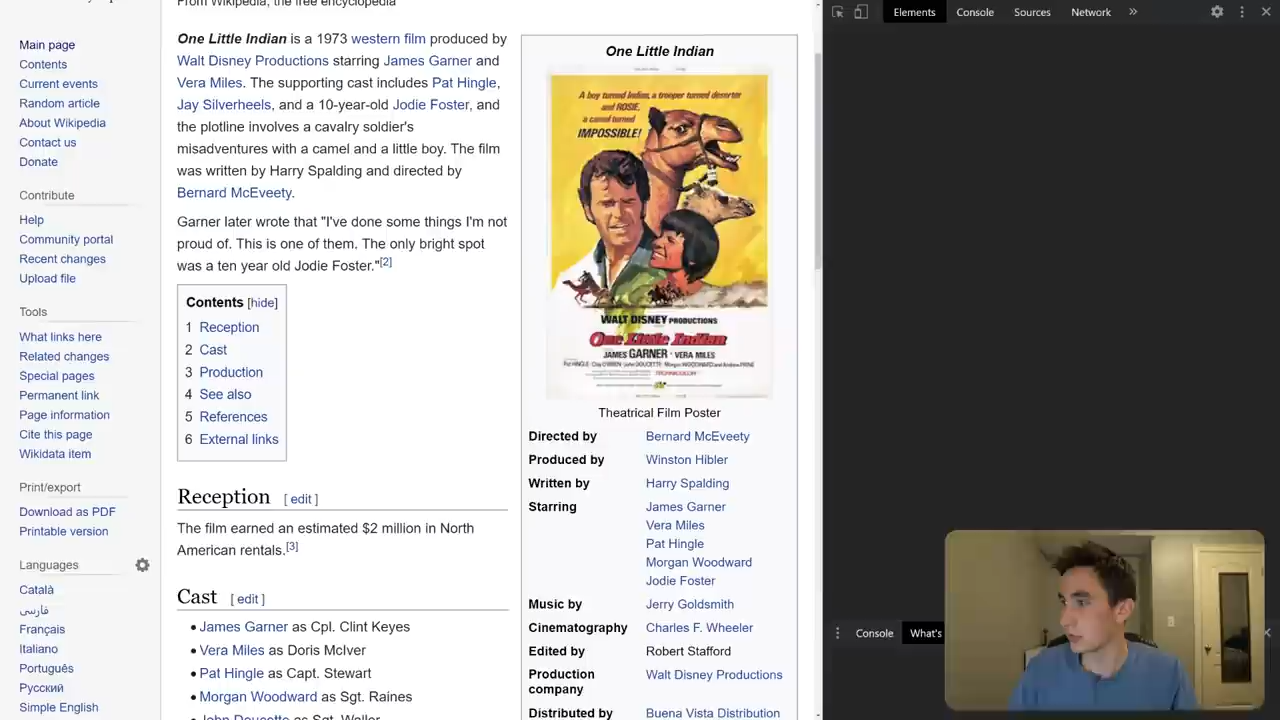 From Wikipedia, the free encyclopedia
Main page
Contents
Current events
Random article
About Wikipedia
Contact us
Donate
Contribute
Help
Community portal
Recent changes
Upload file
Tools
What links here
Related changes
Special pages
Permanent link
Page information
Cite this page
Wikidata item
Print/export
Download as PDF
Printable version
Languages
Català
فارسی
Français
Italiano
Português
Русский
Simple English
One Little Indian is a 1973 western film produced by
Walt Disney Productions starring James Garner and
Vera Miles. The supporting cast includes Pat Hingle,
Jay Silverheels, and a 10-year-old Jodie Foster, and
the plotline involves a cavalry soldier's
misadventures with a camel and a little boy. The film
was written by Harry Spalding and directed by
Bernard McEveety.
Garner later wrote that "I've done some things I'm not
proud of. This is one of them. The only bright spot
was a ten year old Jodie Foster."[2]
Contents [hide]
1 Reception
2 Cast
3 Production
4 See also
5 References
6 External links
Reception [ edit ]
The film earned an estimated $2 million in North
American rentals.[3]
Cast [ edit ]
• James Garner as Cpl. Clint Keyes
• Vera Miles as Doris McIver
• Pat Hingle as Capt. Stewart
• Morgan Woodward as Sgt. Raines
• John Doucette as Sgt. Waller
One Little Indian
A boy turned Indian, a trooper turned deserter
and ROSIE,
a camel turned
IMPOSSIBLE!
WALT DISNEY PRODUCTIONS
One Little Indian
JAMES GARNER · VERA MILES
Theatrical Film Poster
Directed by Bernard McEveety
Produced by Winston Hibler
Written by Harry Spalding
Starring James Garner
Vera Miles
Pat Hingle
Morgan Woodward
Jodie Foster
Music by Jerry Goldsmith
Cinematography Charles F. Wheeler
Edited by Robert Stafford
Production Walt Disney Productions
company
Distributed by Buena Vista Distribution
Elements Console Sources Network »
Console What's